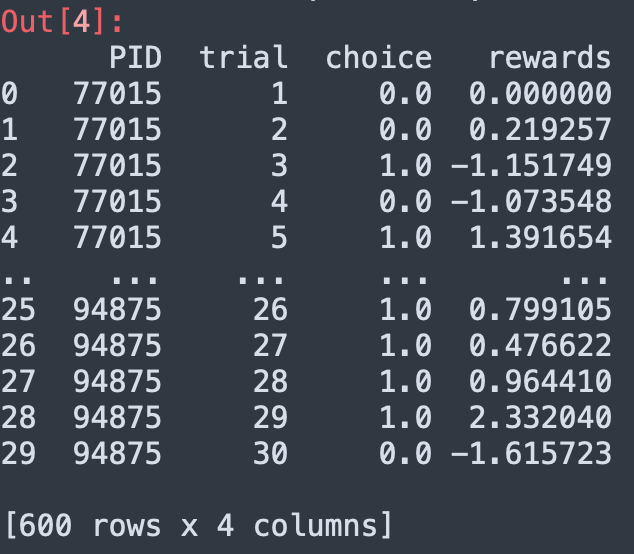 Out[4]:
PID trial choice rewards
0 77015 1 0.0 0.000000
1 77015 2 0.0 0.219257
2 77015 3 1.0 -1.151749
3 77015 4 0.0 -1.073548
4 77015 5 1.0 1.391654
.. ... ... ... ...
25 94875 26 1.0 0.799105
26 94875 27 1.0 0.476622
27 94875 28 1.0 0.964410
28 94875 29 1.0 2.332040
29 94875 30 0.0 -1.615723
[600 rows x 4 columns]